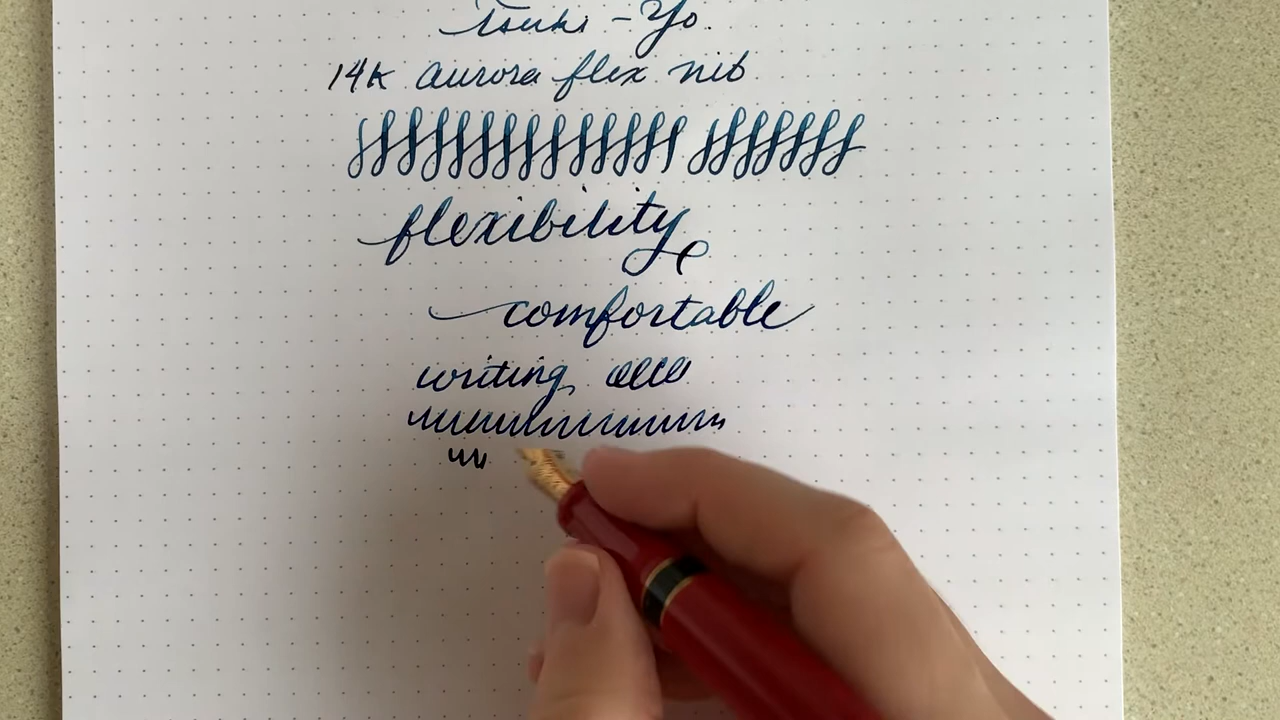 Tsuki-Yo
14k aurora flex nib
flexibility
comfortable
writing